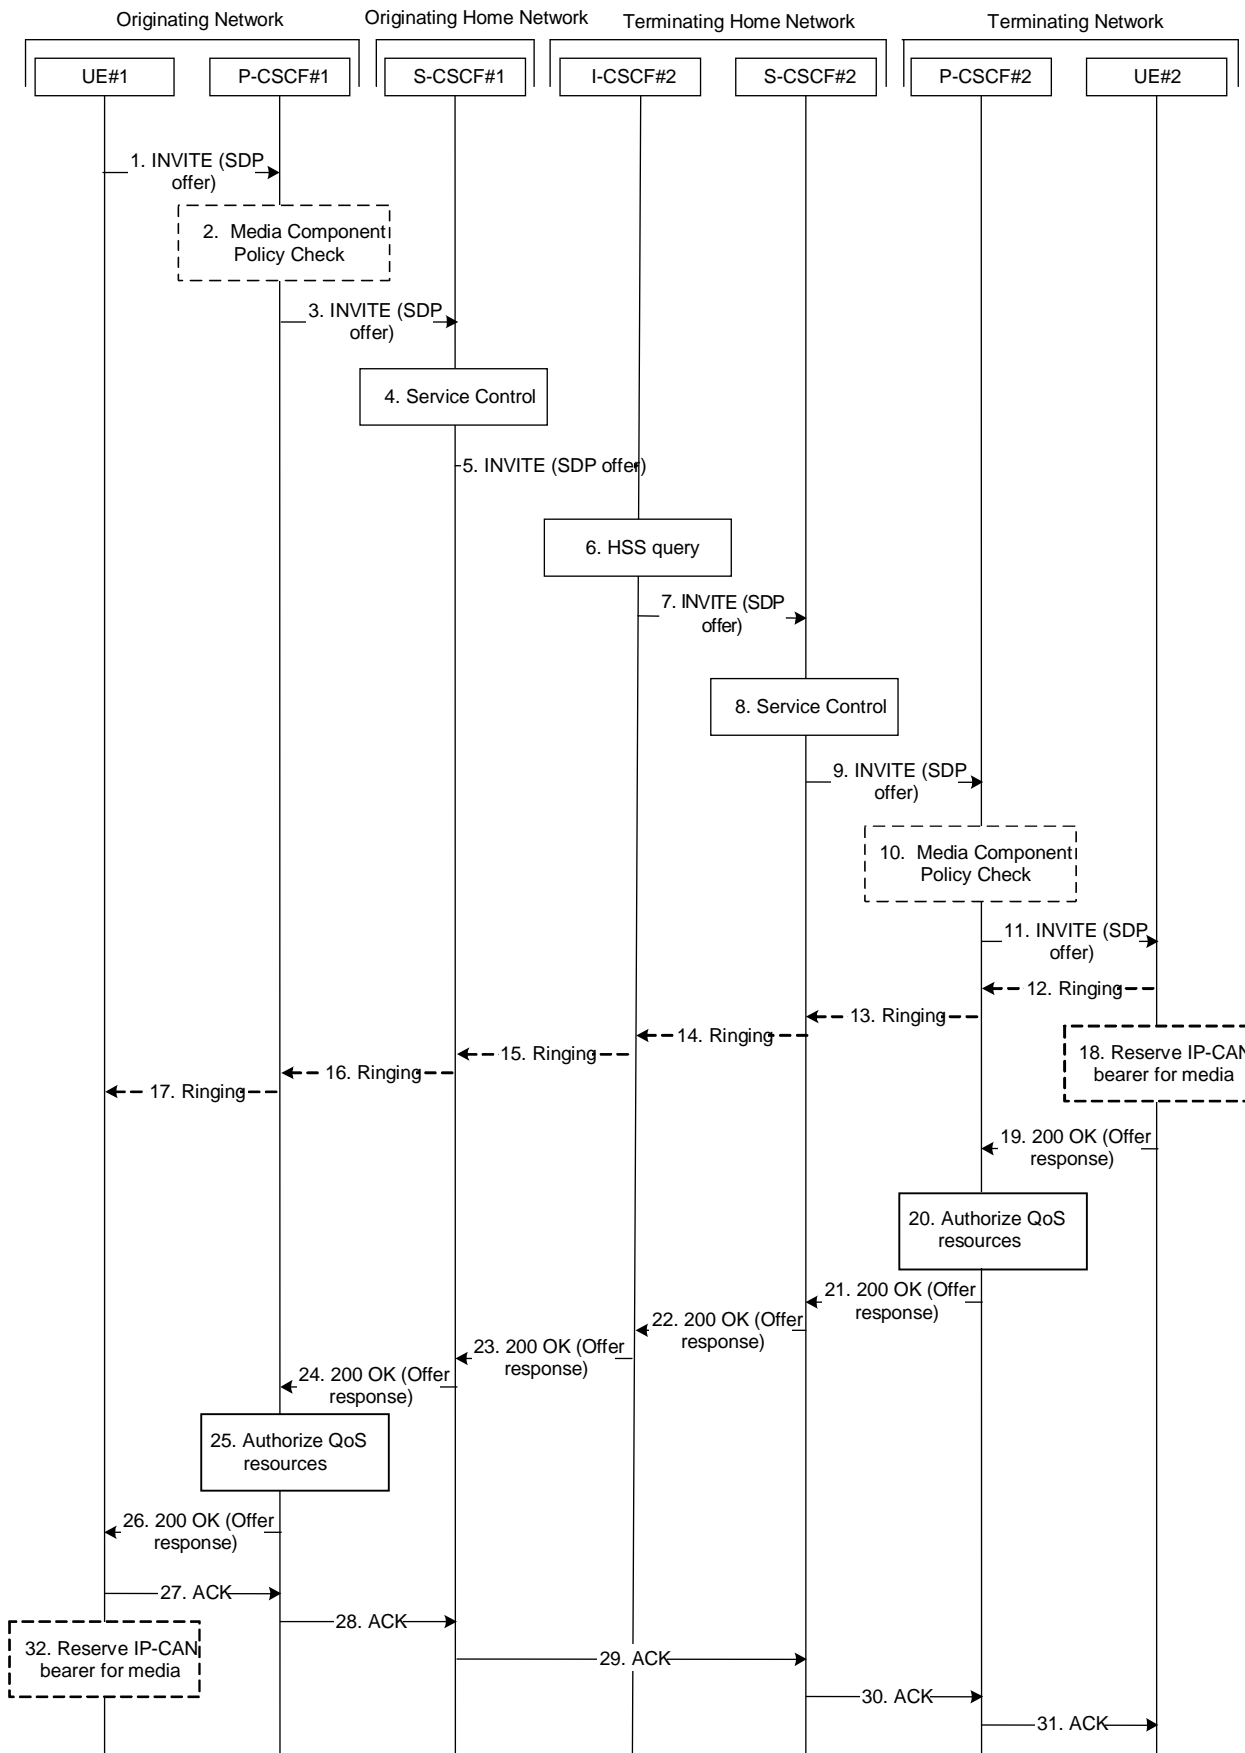 Originating Network
Originating Home Network
Terminating Home Network
Terminating Network
UE#1
P-CSCF#1
S-CSCF#1
I-CSCF#2
S-CSCF#2
P-CSCF#2
UE#2
1. INVITE (SDP
offer)
2. Media Component
Policy Check
3. INVITE (SDP
offer)
4. Service Control
5. INVITE (SDP offer)
6. HSS query
7. INVITE (SDP
offer)
8. Service Control
9. INVITE (SDP
offer)
10. Media Component
Policy Check
11. INVITE (SDP
offer)
12. Ringing
13. Ringing
14. Ringing
15. Ringing
16. Ringing
17. Ringing
18. Reserve IP-CAN
bearer for media
19. 200 OK (Offer
response)
20. Authorize QoS
resources
21. 200 OK (Offer
response)
22. 200 OK (Offer
response)
23. 200 OK (Offer
response)
24. 200 OK (Offer
response)
25. Authorize QoS
resources
26. 200 OK (Offer
response)
27. ACK
28. ACK
32. Reserve IP-CAN
bearer for media
29. ACK
30. ACK
31. ACK